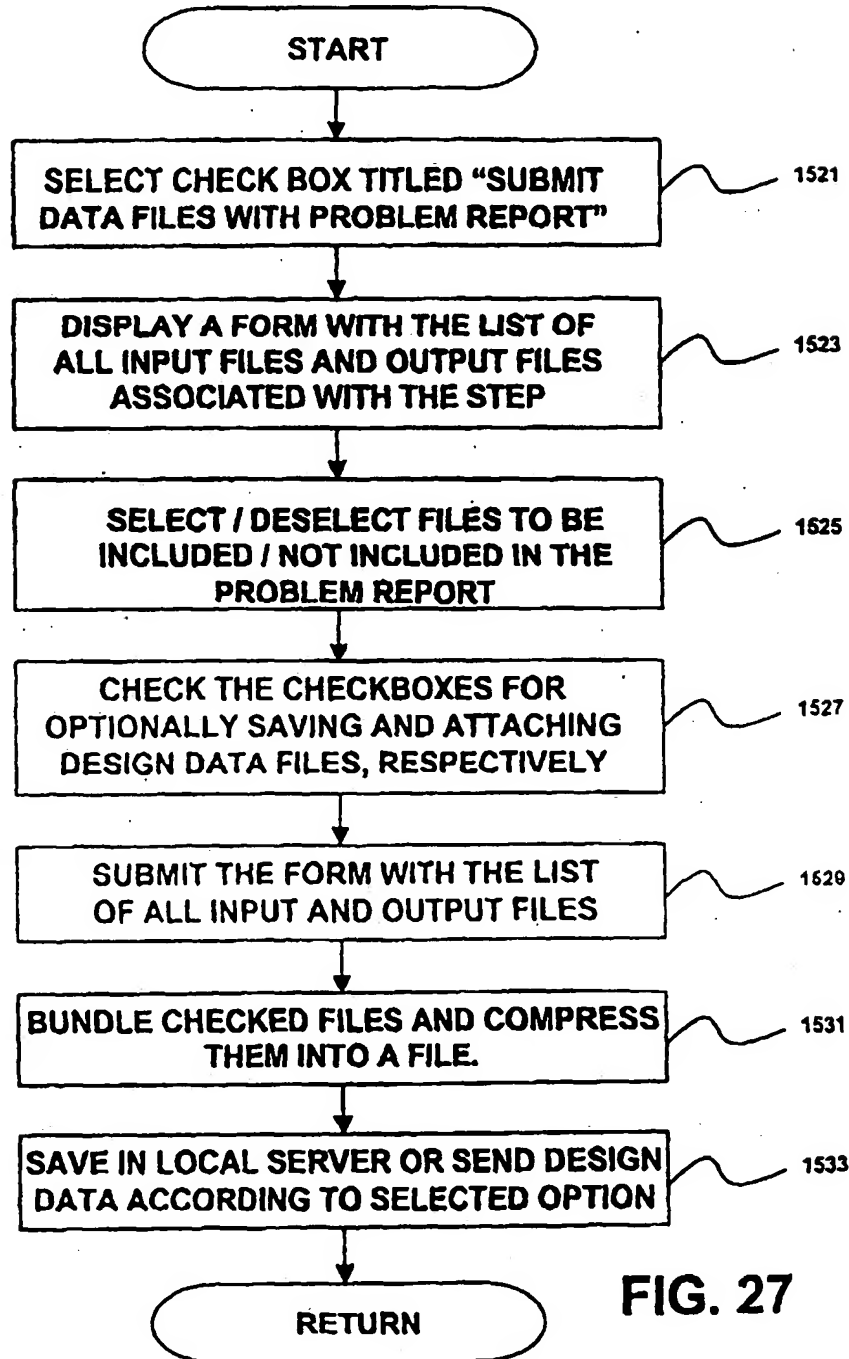 START
SELECT CHECK BOX TITLED “SUBMIT
DATA FILES WITH PROBLEM REPORT”
1521
DISPLAY A FORM WITH THE LIST OF
ALL INPUT FILES AND OUTPUT FILES
ASSOCIATED WITH THE STEP
1523
SELECT / DESELECT FILES TO BE
INCLUDED / NOT INCLUDED IN THE
PROBLEM REPORT
1525
CHECK THE CHECKBOXES FOR
OPTIONALLY SAVING AND ATTACHING
DESIGN DATA FILES, RESPECTIVELY
1527
SUBMIT THE FORM WITH THE LIST
OF ALL INPUT AND OUTPUT FILES
1529
BUNDLE CHECKED FILES AND COMPRESS
THEM INTO A FILE.
1531
SAVE IN LOCAL SERVER OR SEND DESIGN
DATA ACCORDING TO SELECTED OPTION
1533
RETURN
FIG. 27